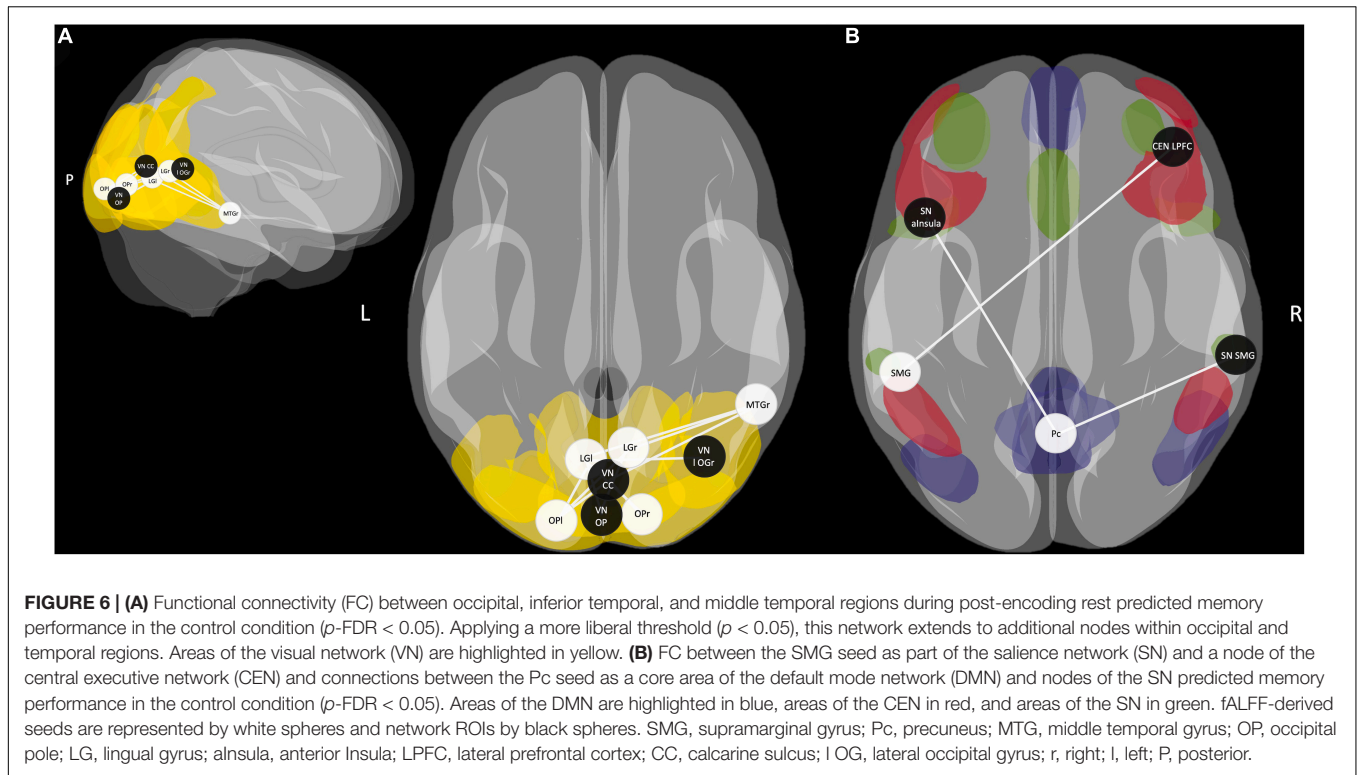 A
B
P
VN CC
LGr
VN
l OGr
OPl
OPr
LGl
VN
OP
MTGr
L
MTGr
LGl
LGr
VN
l OGr
VN
CC
OPl
VN
OP
OPr
CEN LPFC
SN
aInsula
R
SN SMG
SMG
Pc
FIGURE 6 | (A) Functional connectivity (FC) between occipital, inferior temporal, and middle temporal regions during post-encoding rest predicted memory
performance in the control condition (p-FDR < 0.05). Applying a more liberal threshold (p < 0.05), this network extends to additional nodes within occipital and
temporal regions. Areas of the visual network (VN) are highlighted in yellow. (B) FC between the SMG seed as part of the salience network (SN) and a node of the
central executive network (CEN) and connections between the Pc seed as a core area of the default mode network (DMN) and nodes of the SN predicted memory
performance in the control condition (p-FDR < 0.05). Areas of the DMN are highlighted in blue, areas of the CEN in red, and areas of the SN in green. fALFF-derived
seeds are represented by white spheres and network ROIs by black spheres. SMG, supramarginal gyrus; Pc, precuneus; MTG, middle temporal gyrus; OP, occipital
pole; LG, lingual gyrus; aInsula, anterior Insula; LPFC, lateral prefrontal cortex; CC, calcarine sulcus; l OG, lateral occipital gyrus; r, right; l, left; P, posterior.